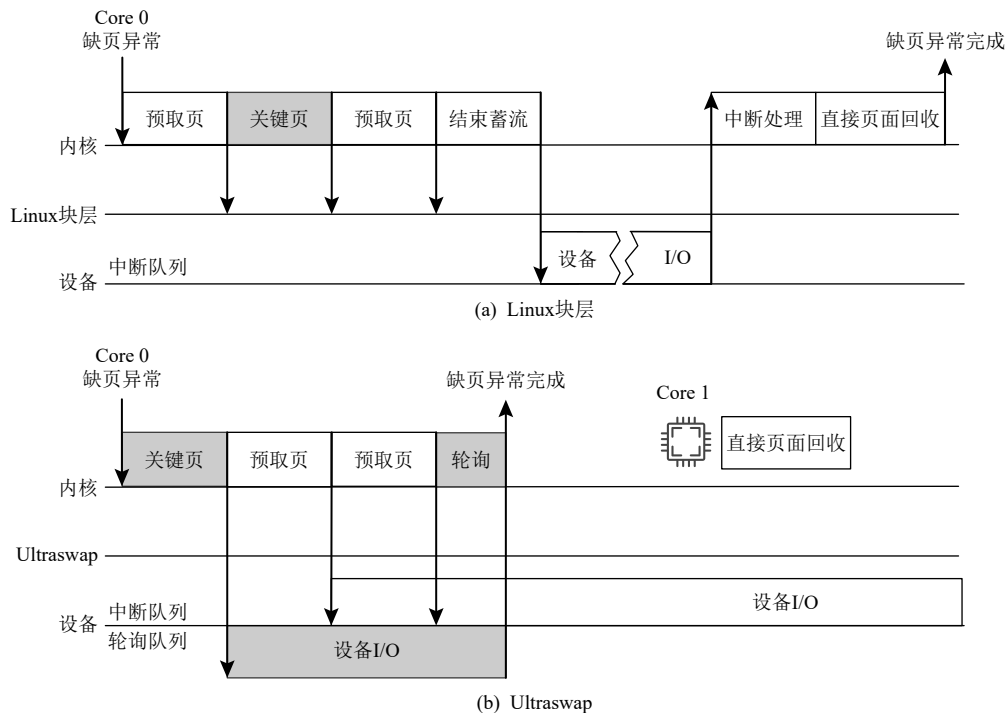 Core 0
缺页异常
缺页异常完成
预取页
关键页
预取页
结束蓄流
中断处理
直接页面回收
内核
Linux块层
设备
I/O
中断队列
设备
(a) Linux块层
Core 0
缺页异常
缺页异常完成
Core 1
关键页
预取页
预取页
轮询
直接页面回收
内核
Ultraswap
设备I/O
中断队列
设备
轮询队列
设备I/O
(b) Ultraswap